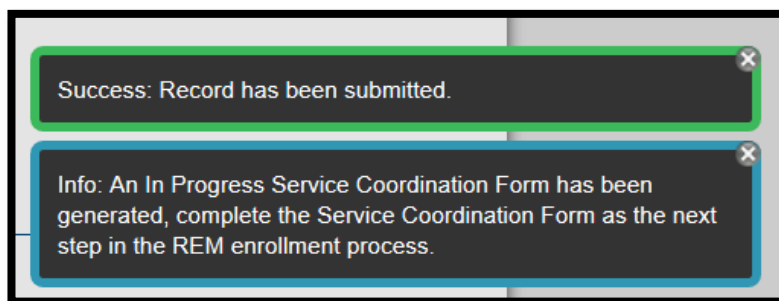 Success: Record has been submitted.
Info: An In Progress Service Coordination Form has been
generated, complete the Service Coordination Form as the next
step in the REM enrollment process.